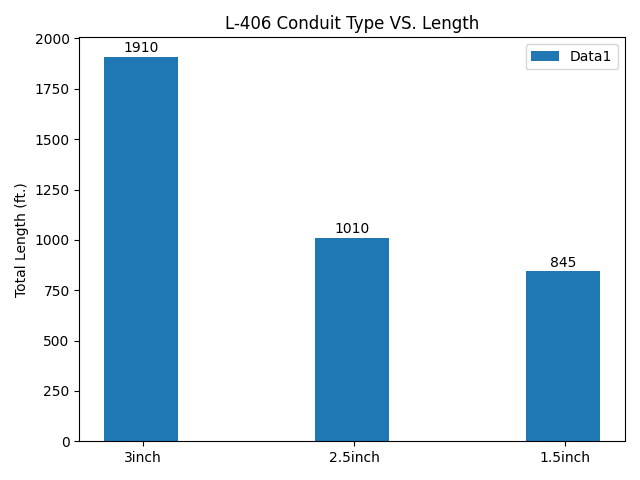 L-406 Conduit Type VS. Length
Data1
Total Length (ft.)
2000
1750
1500
1250
1000
750
500
250
0
1910
1010
845
3inch
2.5inch
1.5inch